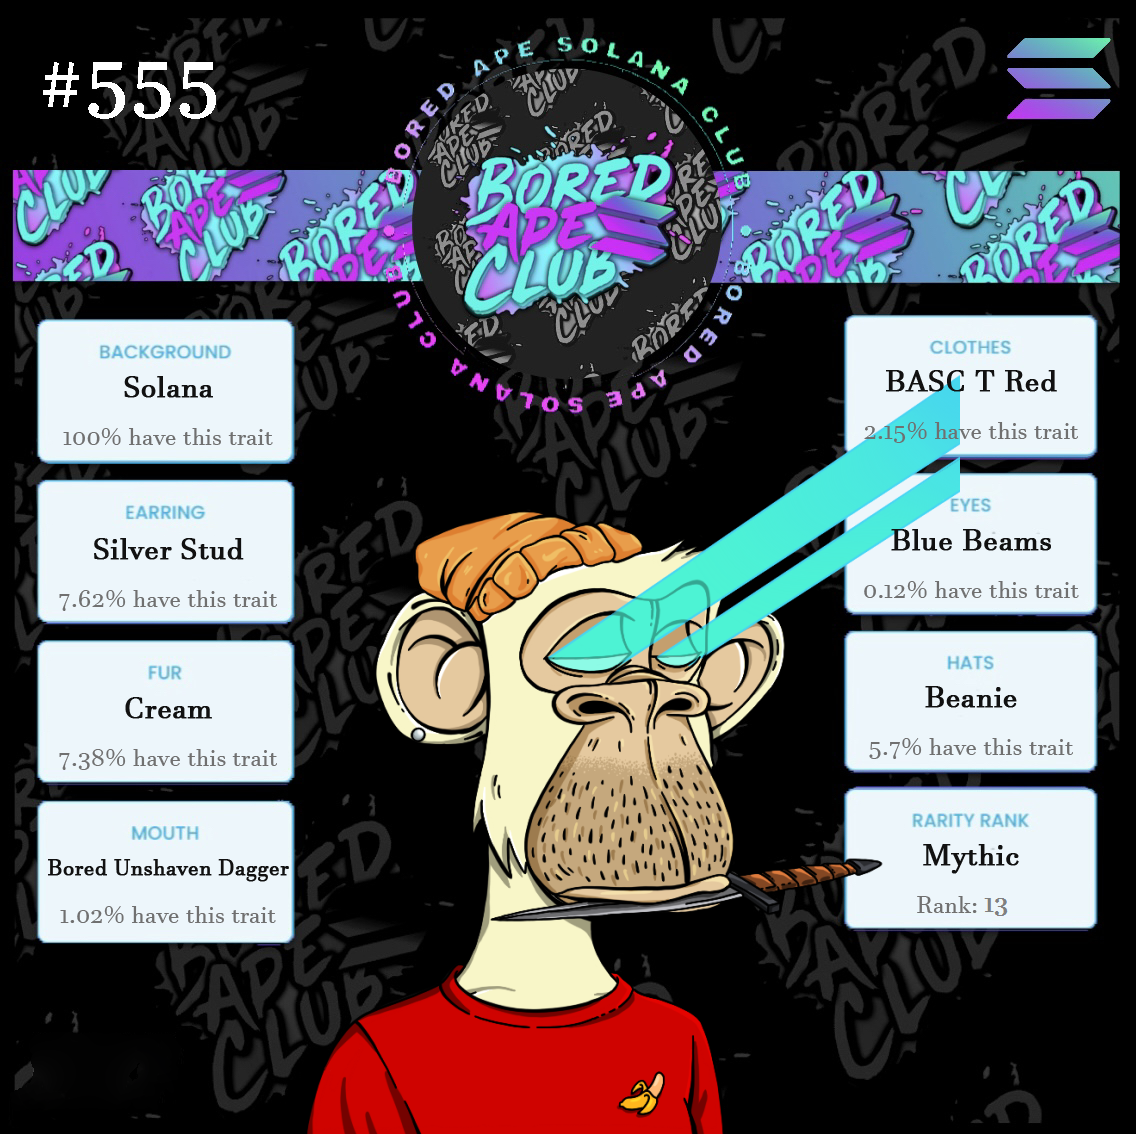 #555
BORED APE SOLANA CLUB
BORED APE SOLANA CLUB
BORED
APE
CLUB
BACKGROUND
Solana
100% have this trait
EARRING
Silver Stud
7.62% have this trait
FUR
Cream
7.38% have this trait
MOUTH
Bored Unshaven Dagger
1.02% have this trait
CLOTHES
BASC T Red
2.15% have this trait
EYES
Blue Beams
0.12% have this trait
HATS
Beanie
5.7% have this trait
RARITY RANK
Mythic
Rank: 13